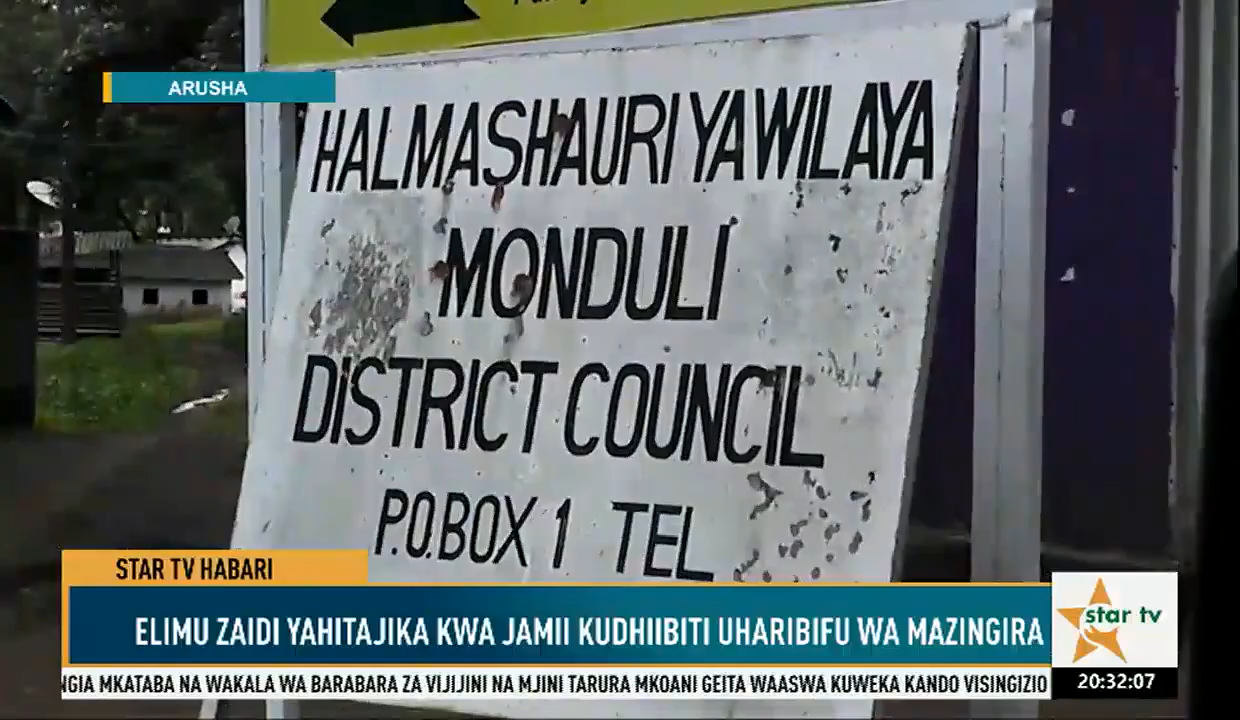 ARUSHA
HALMASHAURI YA WILAYA
MONDULI
DISTRICT COUNCIL
P.O.BOX 1 TEL
STAR TV HABARI
ELIMU ZAIDI YAHITAJIKA KWA JAMII KUDHIIBITI UHARIBIFU WA MAZINGIRA
star tv
MKATABA NA WAKALA WA BARABARA ZA VIJIJINI NA MJINI TARURA MKOANI GEITA WAASWA KUWEKA KANDO VISINGIZIO
20:32:07